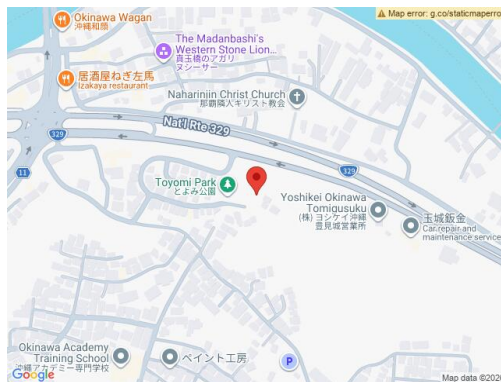 Map error: g.co/staticmaperro
Okinawa Wagan
沖縄和顔
The Madanbashi's
Western Stone Lion...
真玉橋のアガリ
ヌシーサー
居酒屋ねぎ左馬
Izakaya restaurant
Naharinjin Christ Church
那覇隣人キリスト教会
329
Nat'l Rte 329
11
329
Toyomi Park
とよみ公園
Yoshikei Okinawa
Tomigusuku
(株) ヨシケイ沖縄
豊見城営業所
玉城鈑金
Car repair and
maintenance service
Okinawa Academy
Training School
沖縄アカデミー専門学校
ペイント工房
P
Google
Map data ©202